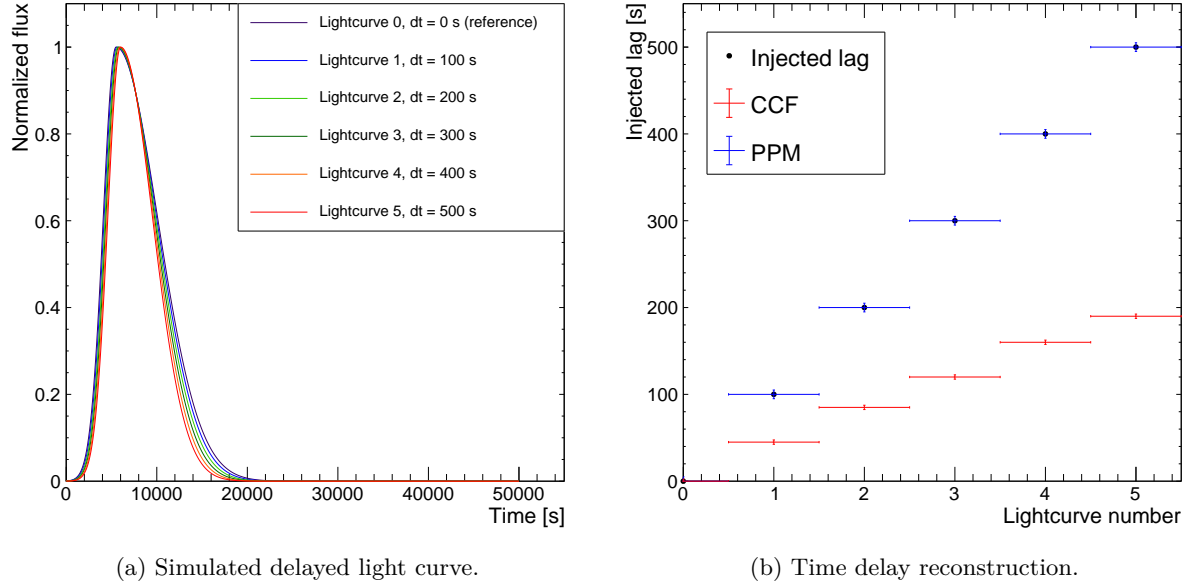 Normalized flux
1
0.8
0.6
0.4
0.2
0
0
10000
20000
30000
40000
50000
Time [s]
Lightcurve 0, dt = 0 s (reference)
Lightcurve 1, dt = 100 s
Lightcurve 2, dt = 200 s
Lightcurve 3, dt = 300 s
Lightcurve 4, dt = 400 s
Lightcurve 5, dt = 500 s
(a) Simulated delayed light curve.
Injected lag [s]
500
400
300
200
100
0
0
1
2
3
4
5
Lightcurve number
Injected lag
CCF
PPM
(b) Time delay reconstruction.